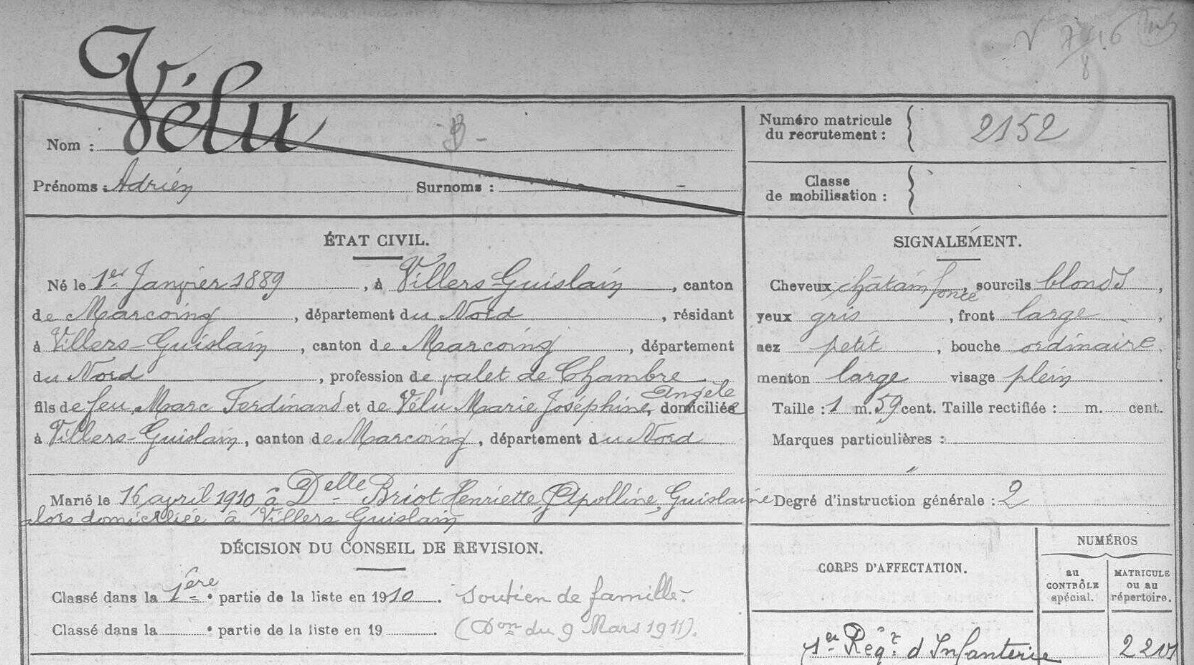 Vélu
Nom :
Prénoms : Adrien Surnoms :
Numéro matricule
du recrutement : 2152
Classe
de mobilisation :
ÉTAT CIVIL.
Né le 1er Janvier 1889, à Villers-Guislain, canton
de Marcoing, département du Nord, résidant
à Villers-Guislain, canton de Marcoing, département
du Nord, profession de valet de Chambre
fils de feu Marc Ferdinand et de Vélu Marie Joséphine Angèle, domiciliée
à Villers-Guislain, canton de Marcoing, département du Nord
Marié le 16 avril 1910 à Delle Briot Henriette, Apolline, Guislaine
alors domiciliée à Villers Guislain
SIGNALEMENT.
Cheveux châtain foncé, sourcils blonds,
yeux gris, front large,
nez petit, bouche ordinaire.
menton large visage plein.
Taille : 1 m. 59 cent. Taille rectifiée : m. cent.
Marques particulières :
Degré d'instruction générale : 2
DÉCISION DU CONSEIL DE REVISION.
Classé dans la 1ère partie de la liste en 1910. soutien de famille.
Classé dans la partie de la liste en 19 . (Don du 9 Mars 1911).
CORPS D'AFFECTATION.
NUMÉROS
au
CONTRÔLE
spécial.
MATRICULE
ou au
répertoire.
1er Régt d'Infanterie